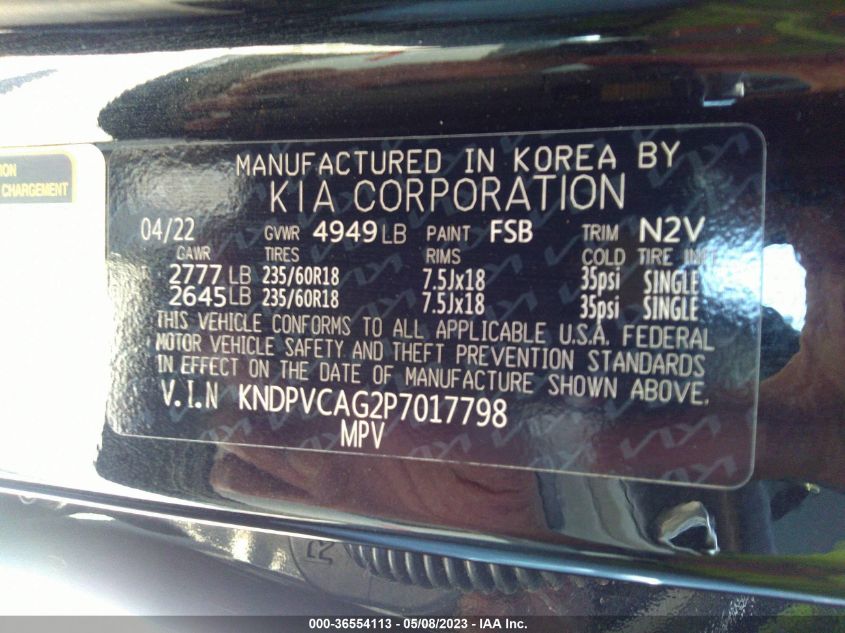 ION
CHARGEMENT
MANUFACTURED IN KOREA BY
KIA CORPORATION
04/22 GVWR 4949 LB PAINT FSB TRIM N2V
GAWR TIRES RIMS COLD TIRE
2777 LB 235/60R18 7.5Jx18 35psi SINGLE
2645 LB 235/60R18 7.5Jx18 35psi SINGLE
THIS VEHICLE CONFORMS TO ALL APPLICABLE U.S.A. FEDERAL
MOTOR VEHICLE SAFETY AND THEFT PREVENTION STANDARDS
IN EFFECT ON THE DATE OF MANUFACTURE SHOWN ABOVE.
V.I.N KNDPVCAG2P7017798
MPV
000-36554113 - 05/08/2023 - IAA Inc.